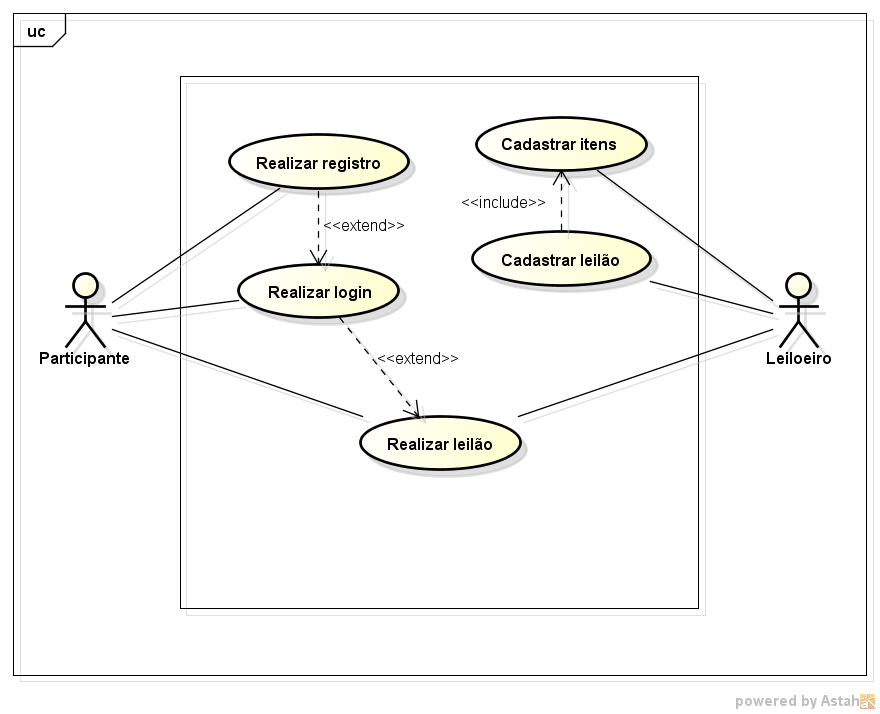 uc
Cadastrar itens
Realizar registro
<<include>>
<<extend>>
Cadastrar leilão
Realizar login
Participante
Leiloeiro
<<extend>>
Realizar leilão
powered by Astah